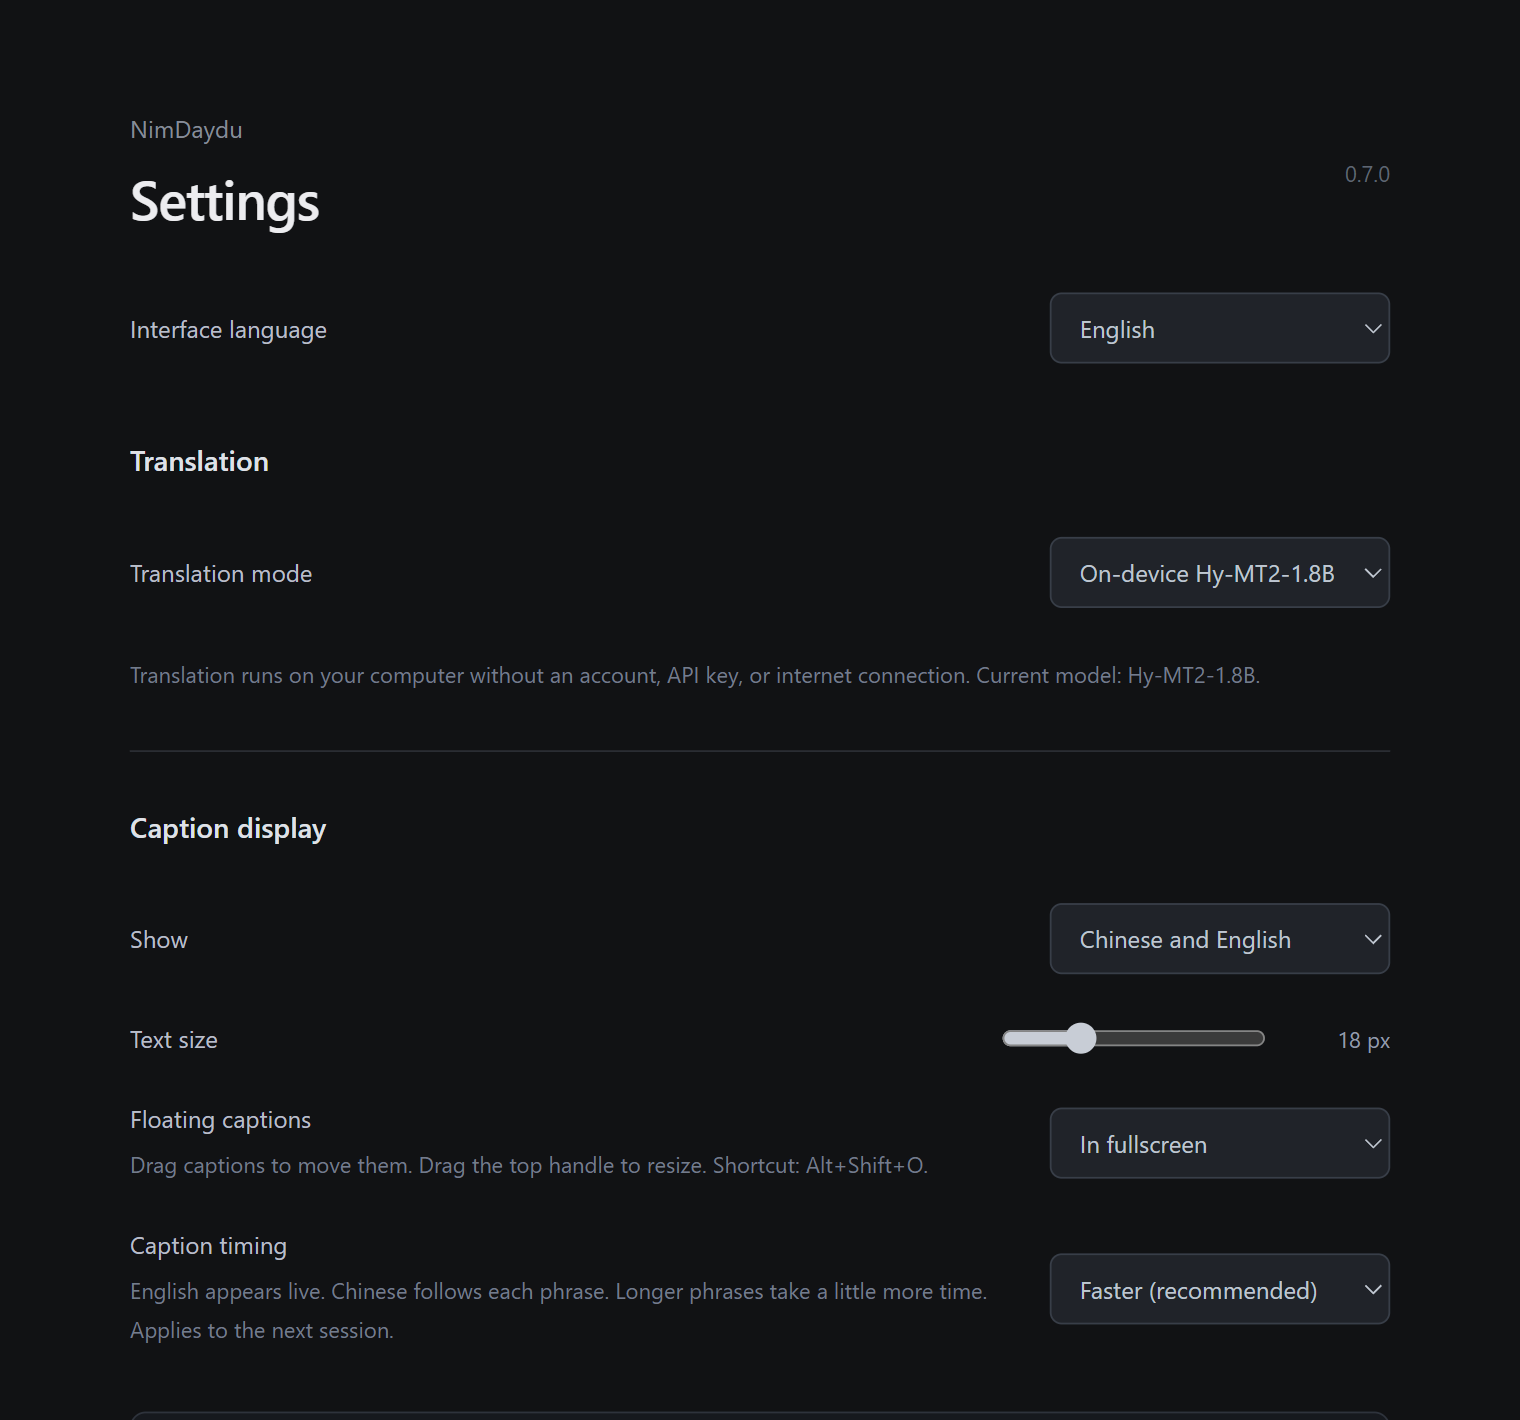 NimDaydu
0.7.0
Settings
Interface language
English
Translation
Translation mode
On-device Hy-MT2-1.8B
Translation runs on your computer without an account, API key, or internet connection. Current model: Hy-MT2-1.8B.
Caption display
Show
Chinese and English
Text size
18 px
Floating captions
In fullscreen
Drag captions to move them. Drag the top handle to resize. Shortcut: Alt+Shift+O.
Caption timing
Faster (recommended)
English appears live. Chinese follows each phrase. Longer phrases take a little more time.
Applies to the next session.